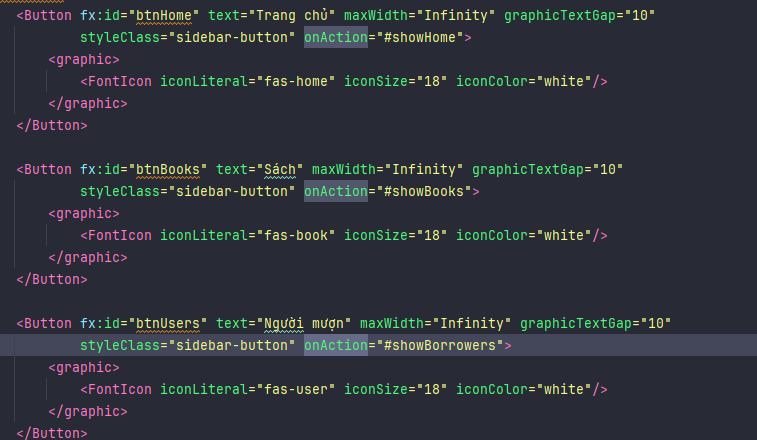 <Button fx:id="btnHome" text="Trang chủ" maxWidth="Infinity" graphicTextGap="10"
styleClass="sidebar-button" onAction="#showHome">
<graphic>
<FontIcon iconLiteral="fas-home" iconSize="18" iconColor="white"/>
</graphic>
</Button>
<Button fx:id="btnBooks" text="Sách" maxWidth="Infinity" graphicTextGap="10"
styleClass="sidebar-button" onAction="#showBooks">
<graphic>
<FontIcon iconLiteral="fas-book" iconSize="18" iconColor="white"/>
</graphic>
</Button>
<Button fx:id="btnUsers" text="Người mượn" maxWidth="Infinity" graphicTextGap="10"
styleClass="sidebar-button" onAction="#showBorrowers">
<graphic>
<FontIcon iconLiteral="fas-user" iconSize="18" iconColor="white"/>
</graphic>
</Button>